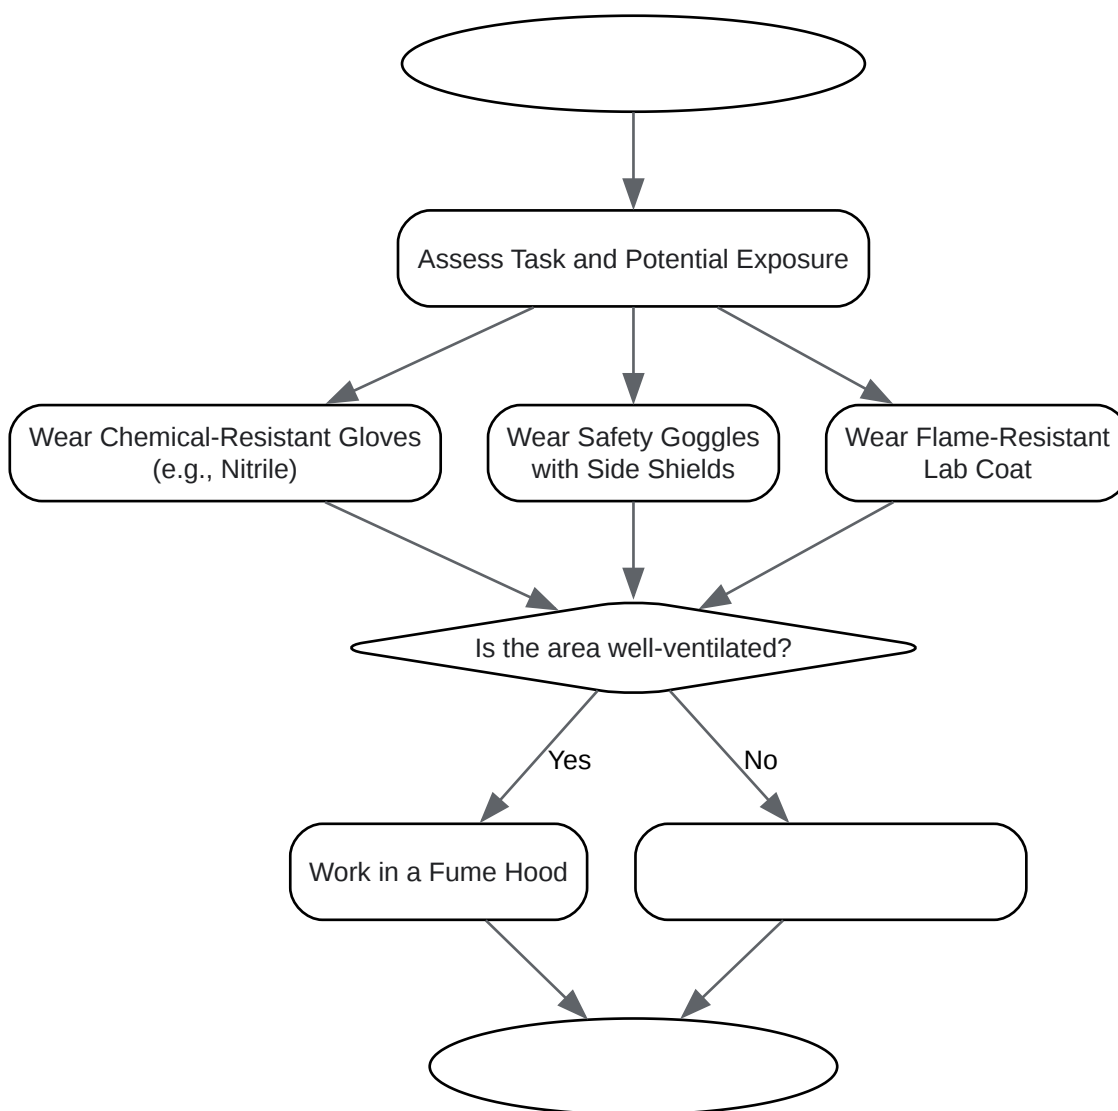 Assess Task and Potential Exposure
Wear Chemical-Resistant Gloves
(e.g., Nitrile)
Wear Safety Goggles
with Side Shields
Wear Flame-Resistant
Lab Coat
Is the area well-ventilated?
Yes
No
Work in a Fume Hood